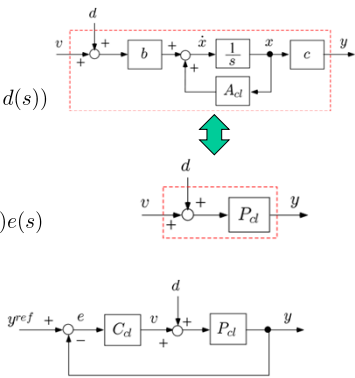 d
v + + b + ẋ 1/s x c y
+
A_cl
d(s))
d
v + + P_cl y
)e(s)
d
y^ref + e C_cl v + P_cl y
− +